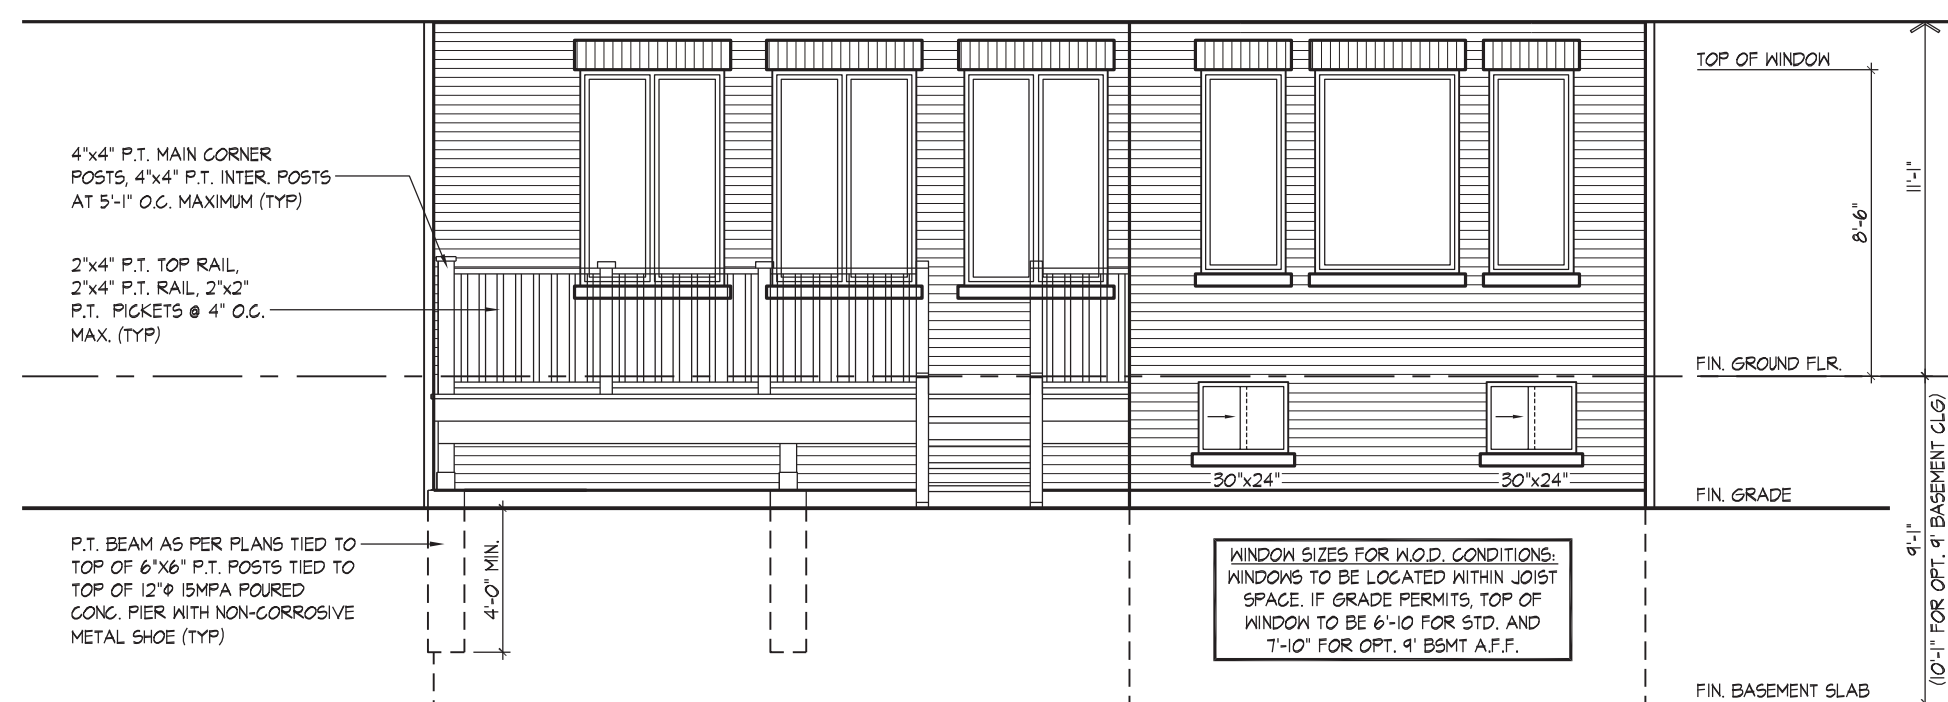 4"x4" P.T. MAIN CORNER
POSTS, 4"x4" P.T. INTER. POSTS
AT 5'-1" O.C. MAXIMUM (TYP)
2"x4" P.T. TOP RAIL,
2"x4" P.T. RAIL, 2"x2"
P.T. PICKETS @ 4" O.C.
MAX. (TYP)
P.T. BEAM AS PER PLANS TIED TO
TOP OF 6"X6" P.T. POSTS TIED TO
TOP OF 12"Φ 15MPA POURED
CONC. PIER WITH NON-CORROSIVE
METAL SHOE (TYP)
4'-0" MIN.
30"x24"
30"x24"
WINDOW SIZES FOR W.O.D. CONDITIONS:
WINDOWS TO BE LOCATED WITHIN JOIST
SPACE. IF GRADE PERMITS, TOP OF
WINDOW TO BE 6'-10 FOR STD. AND
7'-10" FOR OPT. 9' BSMT A.F.F.
TOP OF WINDOW
8'-6"
11'-1"
FIN. GROUND FLR.
FIN. GRADE
9'-1"
(10'-1" FOR OPT. 9' BASEMENT CLG)
FIN. BASEMENT SLAB